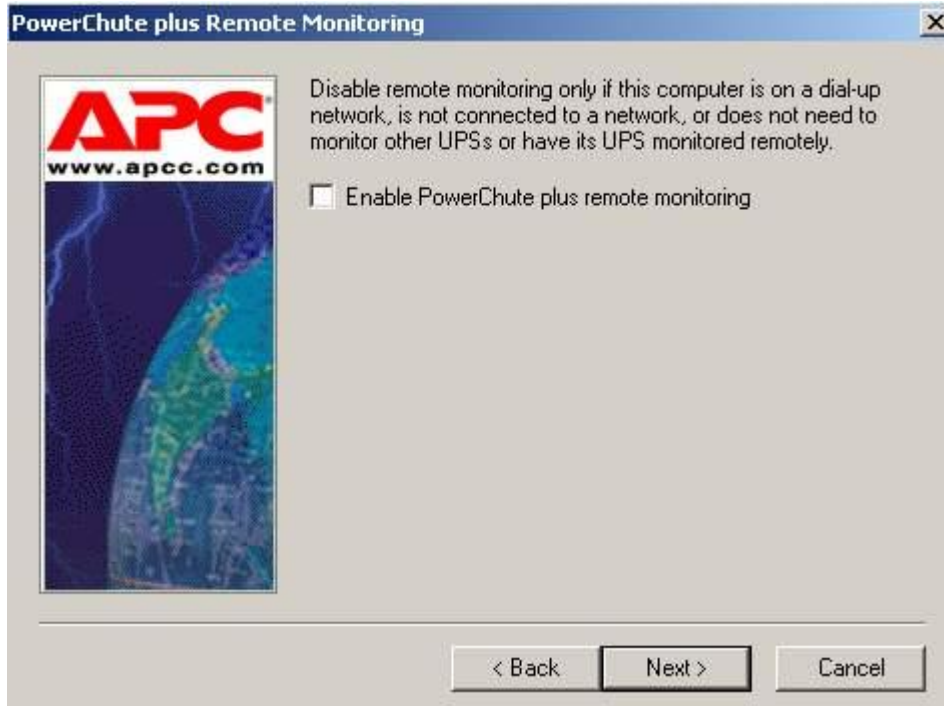 PowerChute plus Remote Monitoring
APC
www.apcc.com
Disable remote monitoring only if this computer is on a dial-up
network, is not connected to a network, or does not need to
monitor other UPSs or have its UPS monitored remotely.
Enable PowerChute plus remote monitoring
< Back
Next >
Cancel